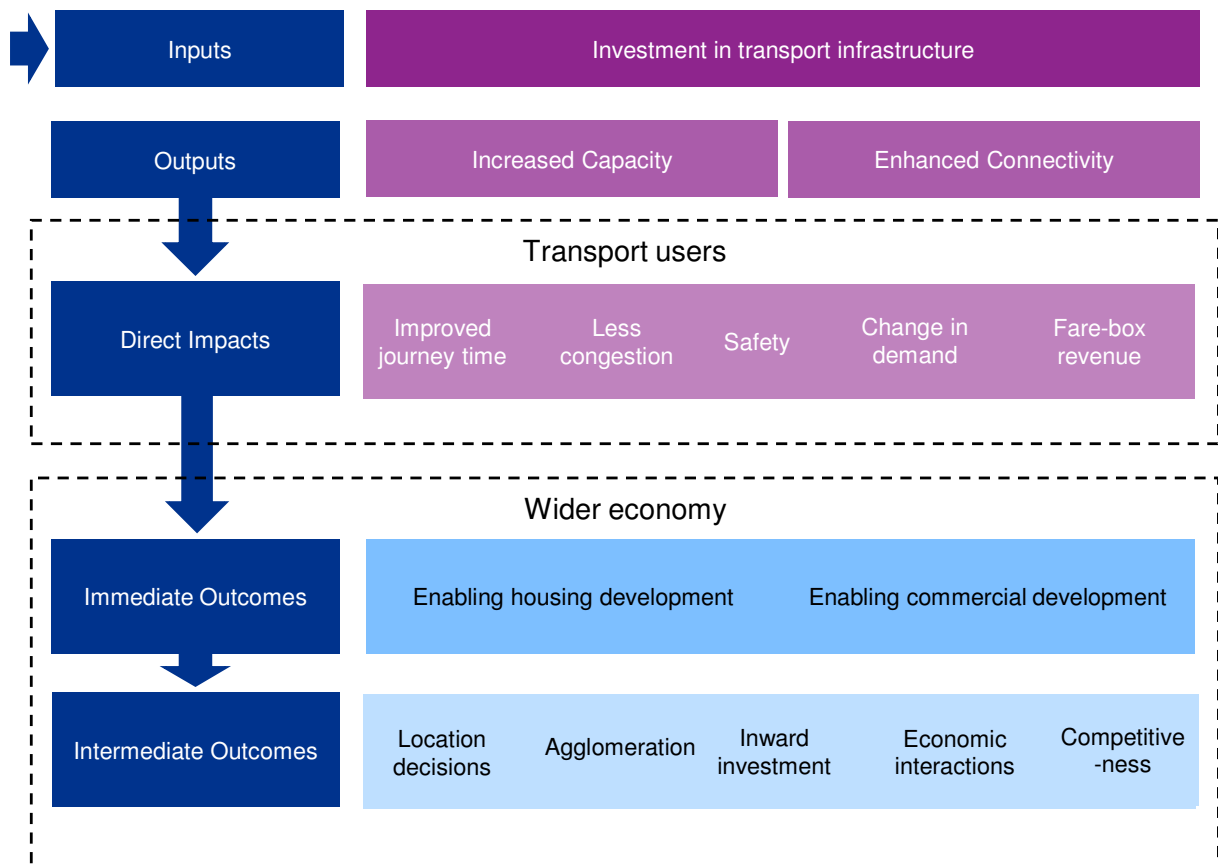 Inputs
Investment in transport infrastructure
Outputs
Increased Capacity
Enhanced Connectivity
Transport users
Direct Impacts
Improved
journey time
Less
congestion
Safety
Change in
demand
Fare-box
revenue
Wider economy
Immediate Outcomes
Enabling housing development
Enabling commercial development
Intermediate Outcomes
Location
decisions
Agglomeration
Inward
investment
Economic
interactions
Competitive
-ness